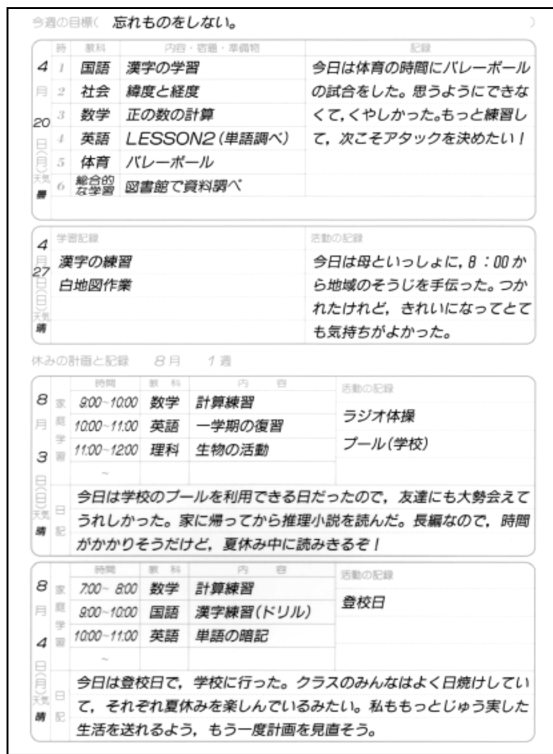 今週の目標( 忘れものをしない。 )
時 教科 内容・宿題・準備物 記録
4月20日(月) 天気 曇
1 国語 漢字の学習
2 社会 緯度と経度
3 数学 正の数の計算
4 英語 LESSON2(単語調べ)
5 体育 バレーボール
6 総合的な学習 図書館で資料調べ
今日は体育の時間にバレーボール
の試合をした。思うようにできな
くて,くやしかった。もっと練習し
て,次こそアタックを決めたい!
4月27日(日) 天気 晴
学習記録
漢字の練習
白地図作業
活動の記録
今日は母といっしょに,8:00か
ら地域のそうじを手伝った。つか
れたけれど,きれいになってとて
も気持ちがよかった。
休みの計画と記録 8月 1週
8月3日(日) 天気 晴
家庭学習
時間 教科 内容
9:00~10:00 数学 計算練習
10:00~11:00 英語 一学期の復習
11:00~12:00 理科 生物の活動
~
活動の記録
ラジオ体操
プール(学校)
日記
今日は学校のプールを利用できる日だったので,友達にも大勢会えて
うれしかった。家に帰ってから推理小説を読んだ。長編なので,時間
がかかりそうだけど,夏休み中に読みきるぞ!
8月4日(月) 天気 晴
家庭学習
時間 教科 内容
7:00~8:00 数学 計算練習
9:00~10:00 国語 漢字練習(ドリル)
10:00~11:00 英語 単語の暗記
~
活動の記録
登校日
日記
今日は登校日で,学校に行った。クラスのみんなはよく日焼けしてい
て,それぞれ夏休みを楽しんでいるみたい。私ももっとじゅう実した
生活を送れるよう,もう一度計画を見直そう。